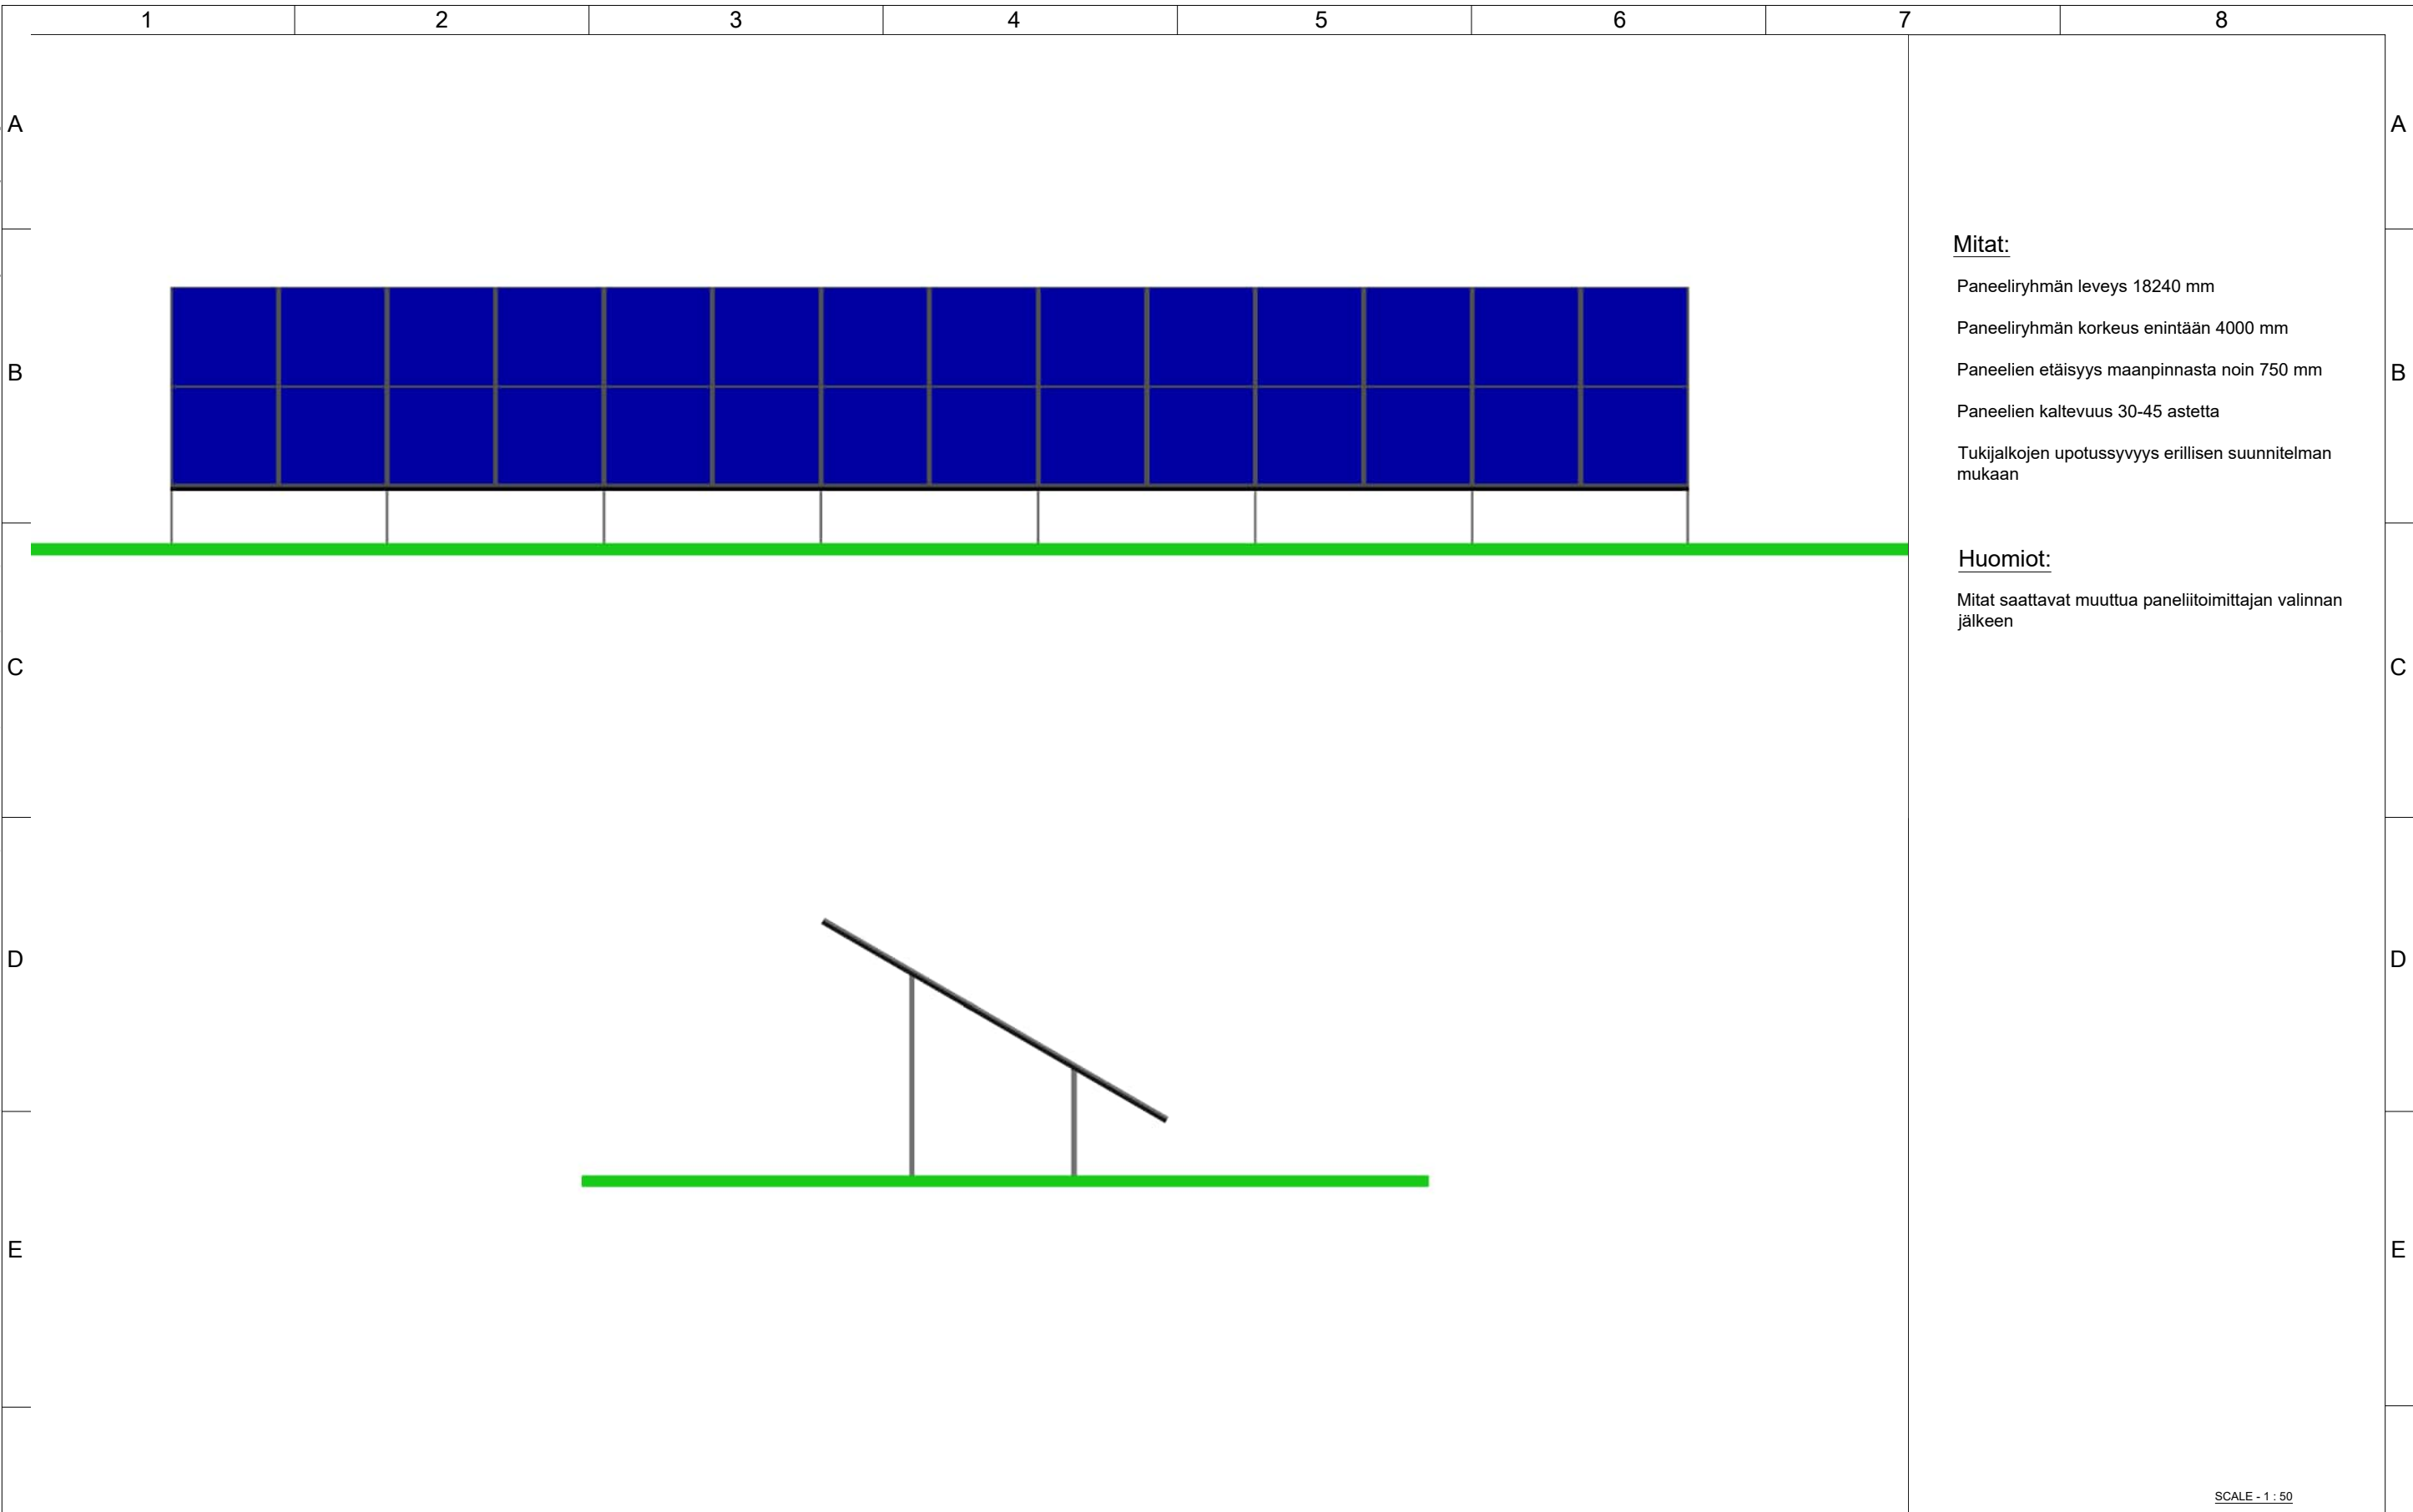 1 2 3 4 5 6 7 8
A A
Mitat:
Paneeliryhmän leveys 18240 mm
Paneeliryhmän korkeus enintään 4000 mm
B B
Paneelien etäisyys maanpinnasta noin 750 mm
Paneelien kaltevuus 30-45 astetta
Tukijalkojen upotussyvyys erillisen suunnitelman
mukaan
Huomiot:
Mitat saattavat muuttua paneliitoimittajan valinnan
jälkeen
C C
D D
E E
SCALE - 1 : 50